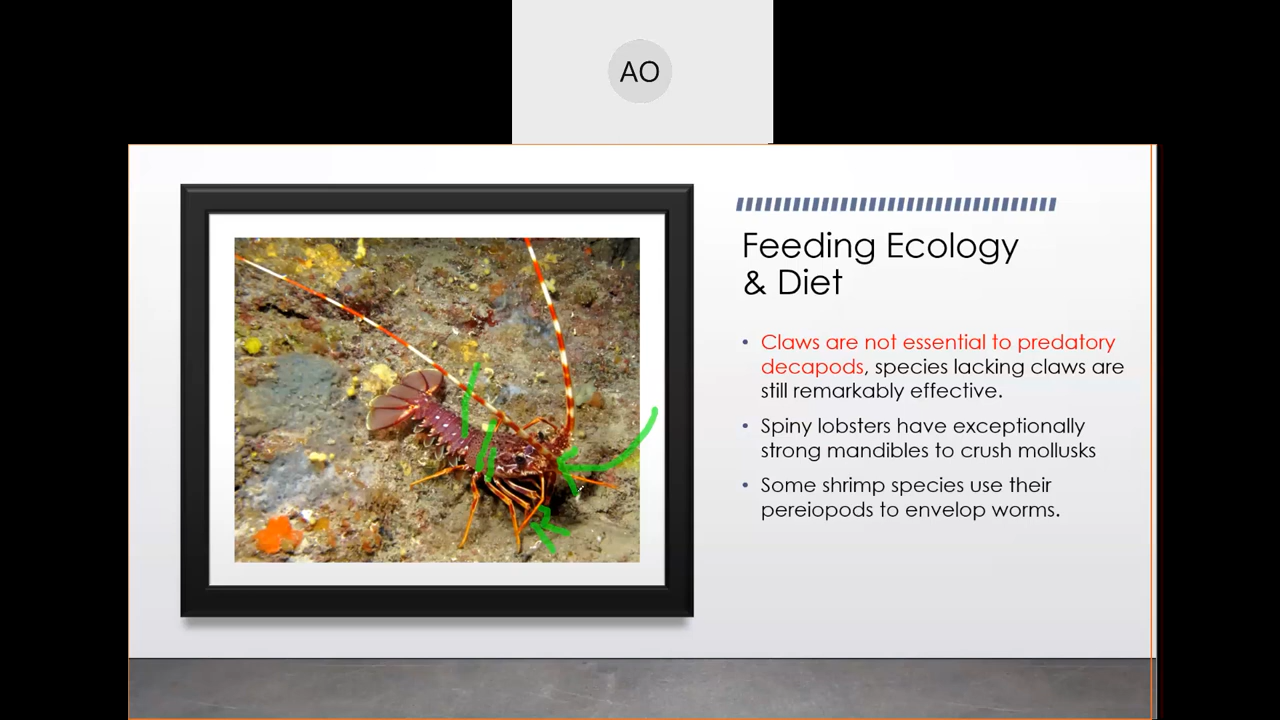 AO
Feeding Ecology
& Diet
• Claws are not essential to predatory
decapods, species lacking claws are
still remarkably effective.
• Spiny lobsters have exceptionally
strong mandibles to crush mollusks
• Some shrimp species use their
pereiopods to envelop worms.